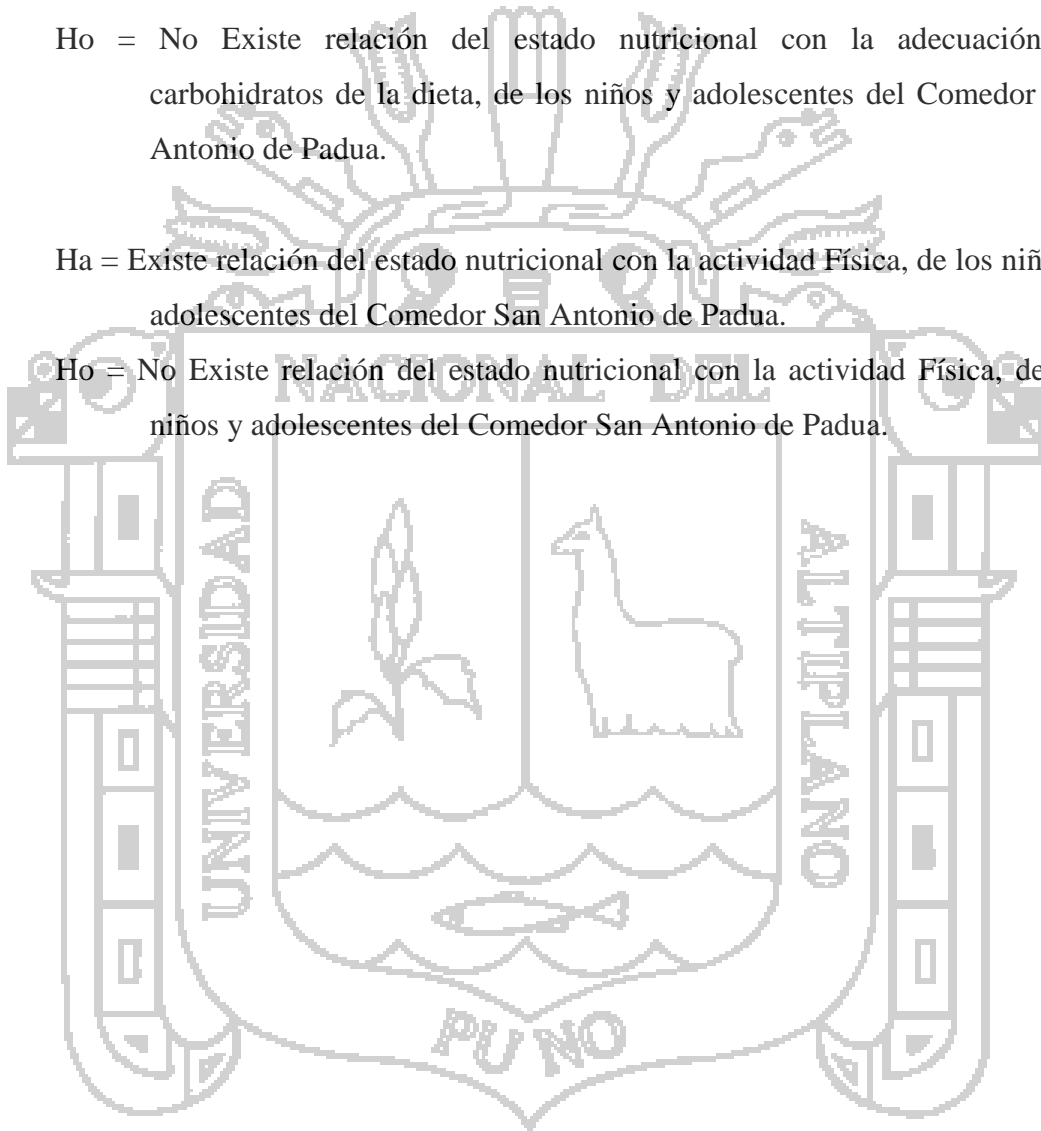 Ho = No Existe relación del estado nutricional con la adecuación
carbohidratos de la dieta, de los niños y adolescentes del Comedor
Antonio de Padua.
Ha = Existe relación del estado nutricional con la actividad Física, de los niñ
adolescentes del Comedor San Antonio de Padua.
NACIONAL DEL
Ho = No Existe relación del estado nutricional con la actividad Física, de
niños y adolescentes del Comedor San Antonio de Padua.
UNIVERSIDAD
ALTIPLANO
PUNO